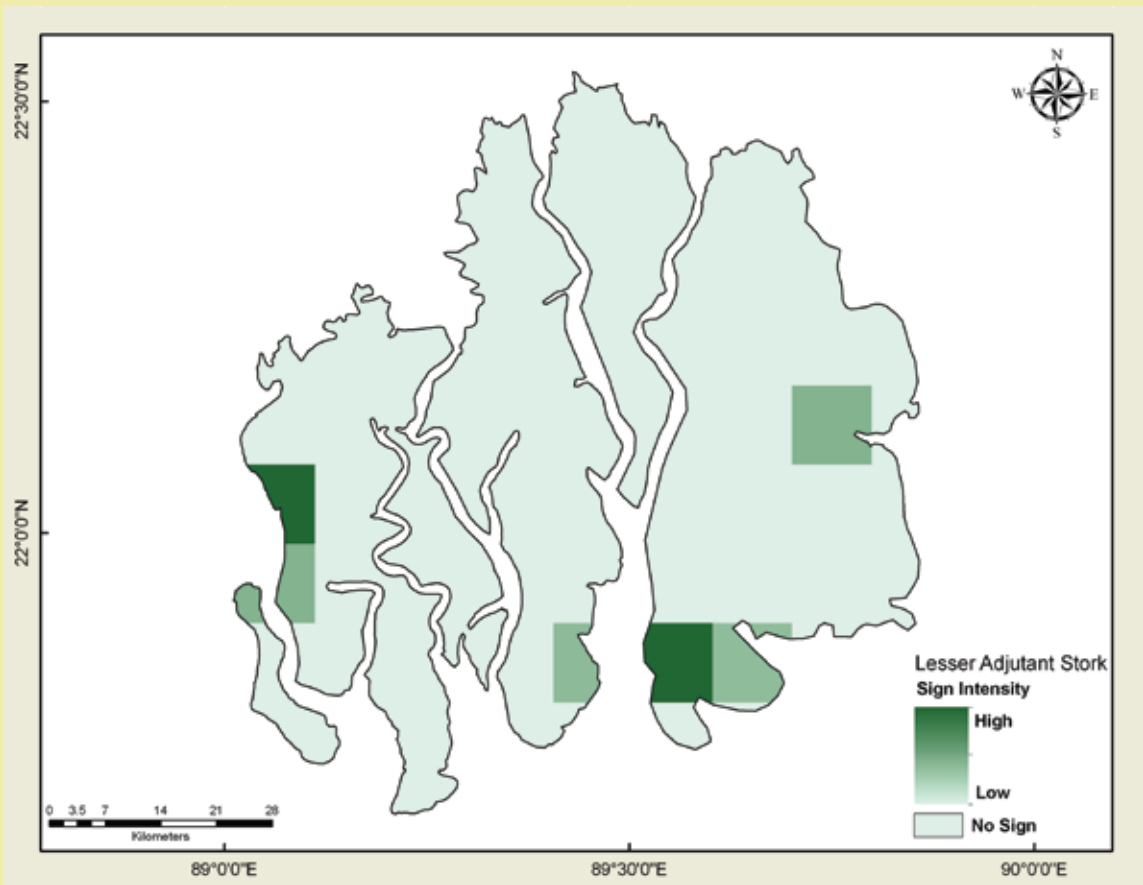 N
W E
S
22°30'0"N
22°0'0"N
Lesser Adjutant Stork
Sign Intensity
High
Low
No Sign
0 3.5 7 14 21 28
Kilometers
89°0'0"E 89°30'0"E 90°0'0"E